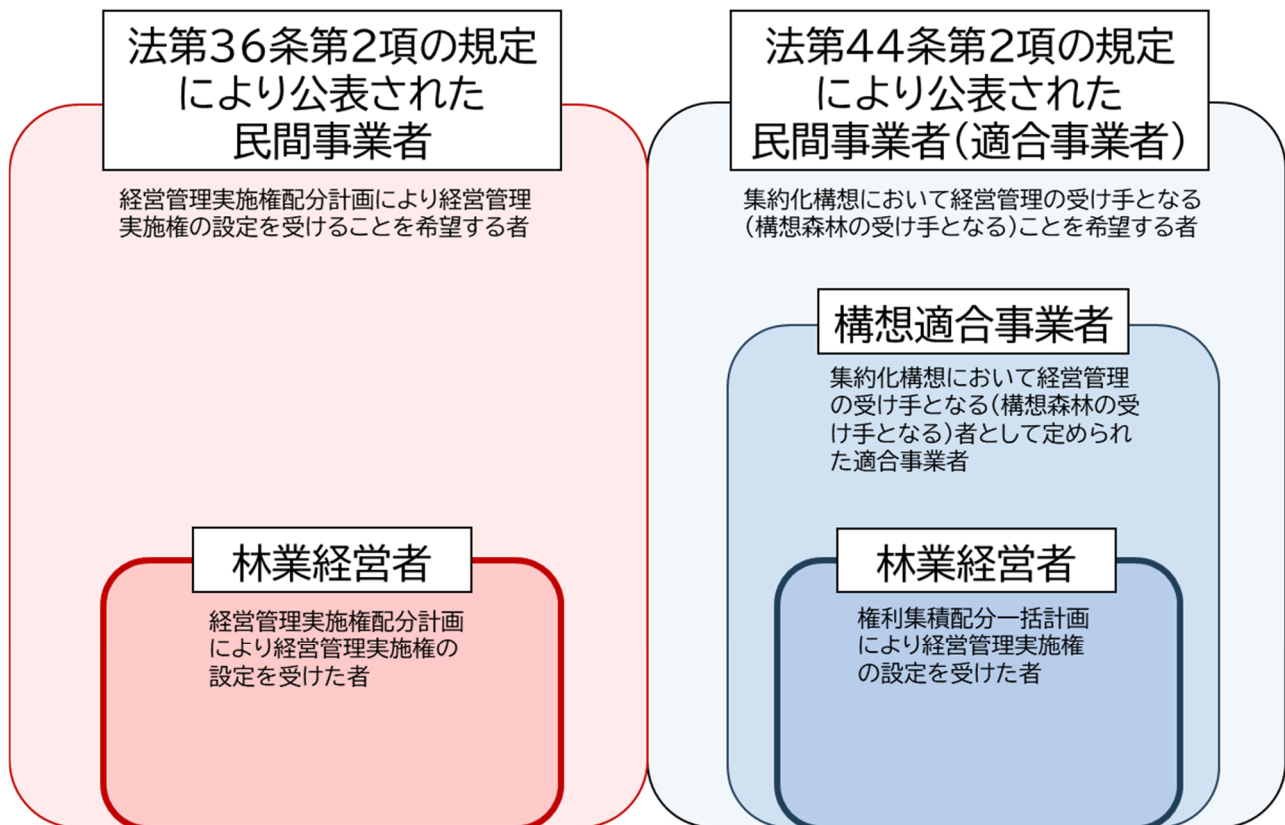 法第36条第2項の規定
により公表された
民間事業者
経営管理実施権配分計画により経営管理
実施権の設定を受けることを希望する者
林業経営者
経営管理実施権配分計画
により経営管理実施権の
設定を受けた者
法第44条第2項の規定
により公表された
民間事業者(適合事業者)
集約化構想において経営管理の受け手となる
(構想森林の受け手となる)ことを希望する者
構想適合事業者
集約化構想において経営管理
の受け手となる(構想森林の受
け手となる)者として定められ
た適合事業者
林業経営者
権利集積配分一括計画
により経営管理実施権
の設定を受けた者